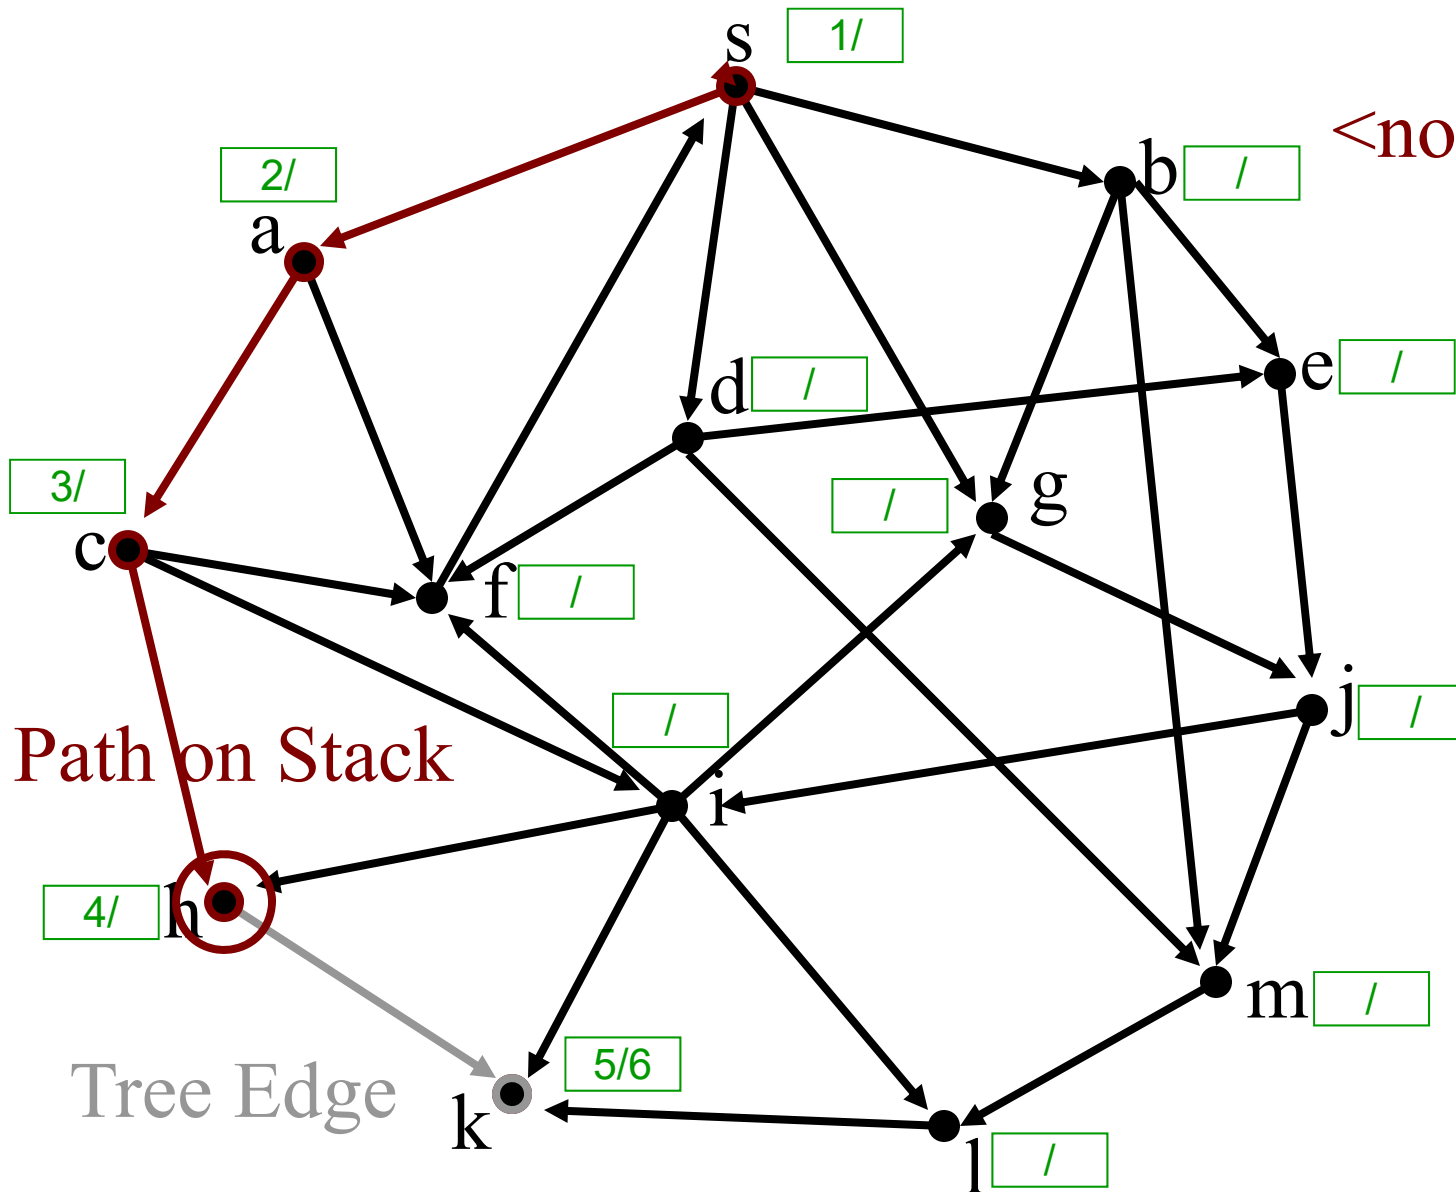 s 1/
<no
b /
2/
a
e /
d /
3/
g
/
c
f /
j /
/
Path on Stack
i
4/ h
m /
5/6
Tree Edge
k
l /